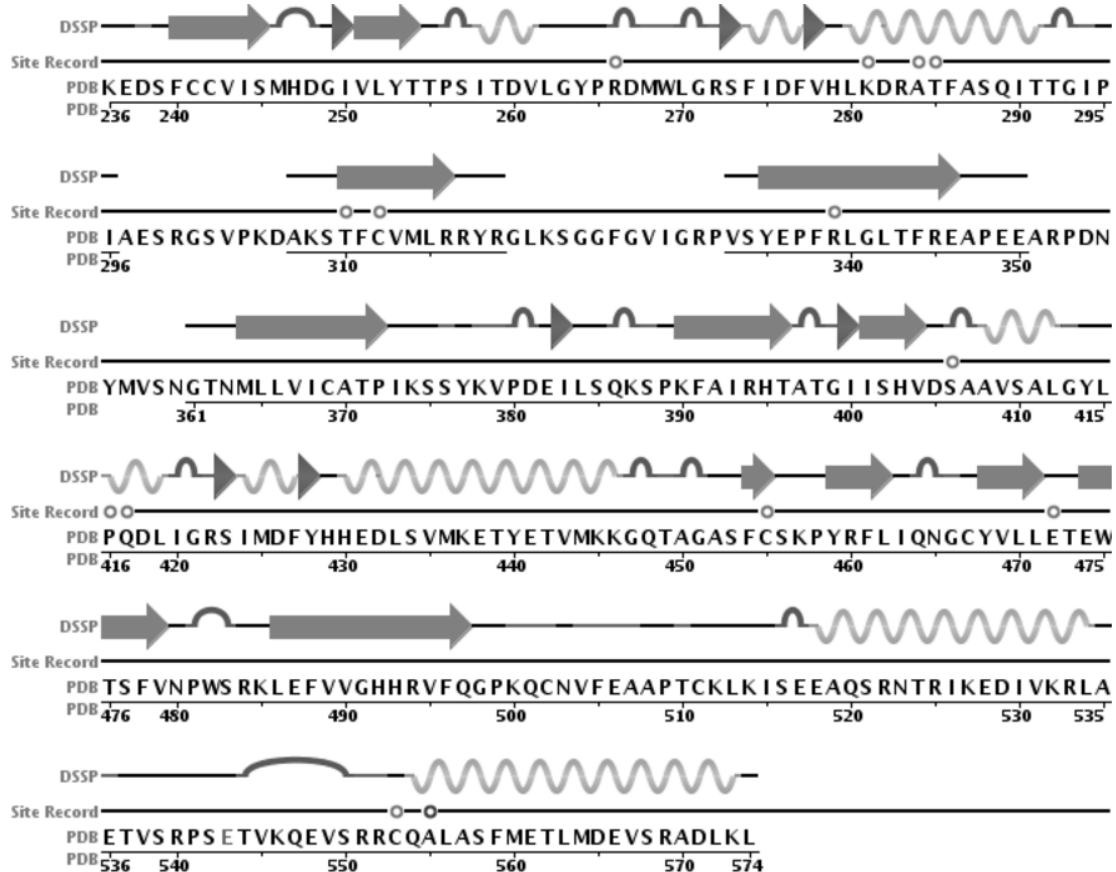 DSSP
Site Record
PDB KEDSFCCVISMHDGIVLYTTPSITDVLGYPRDMWLGRSFIDFVHLKDRATFASQITTGIP
PDB 236 240 250 260 270 280 290 295
DSSP
Site Record
PDB IAESRGSVPKDAKSTFCVMLRRYRGLKSGGFGVIGRPVSYEPFRLGLTFREAPEEARPDN
PDB 296 310 340 350
DSSP
Site Record
PDB YMVSNGTNMLLVICATPIKSSYKVPDEILSQKSPKFAIRHTATGIISHVDSAAVSALGYL
PDB 361 370 380 390 400 410 415
DSSP
Site Record
PDB PQDLIGRSIMDFYHHEDLSVMKETYETVMKKGQTAGASFCSKPYRFLIQNGCYVLLETEW
PDB 416 420 430 440 450 460 470 475
DSSP
Site Record
PDB TSFVNPWSRKLEFVVGHHRVFQGPKQCNVFEAAPTCKLKISEEAQSRNTRIKEDIVKRLA
PDB 476 480 490 500 510 520 530 535
DSSP
Site Record
PDB ETVSRPSETVKQEVSRRCQALASFMETLMDEVSRADLKL
PDB 536 540 550 560 570 574